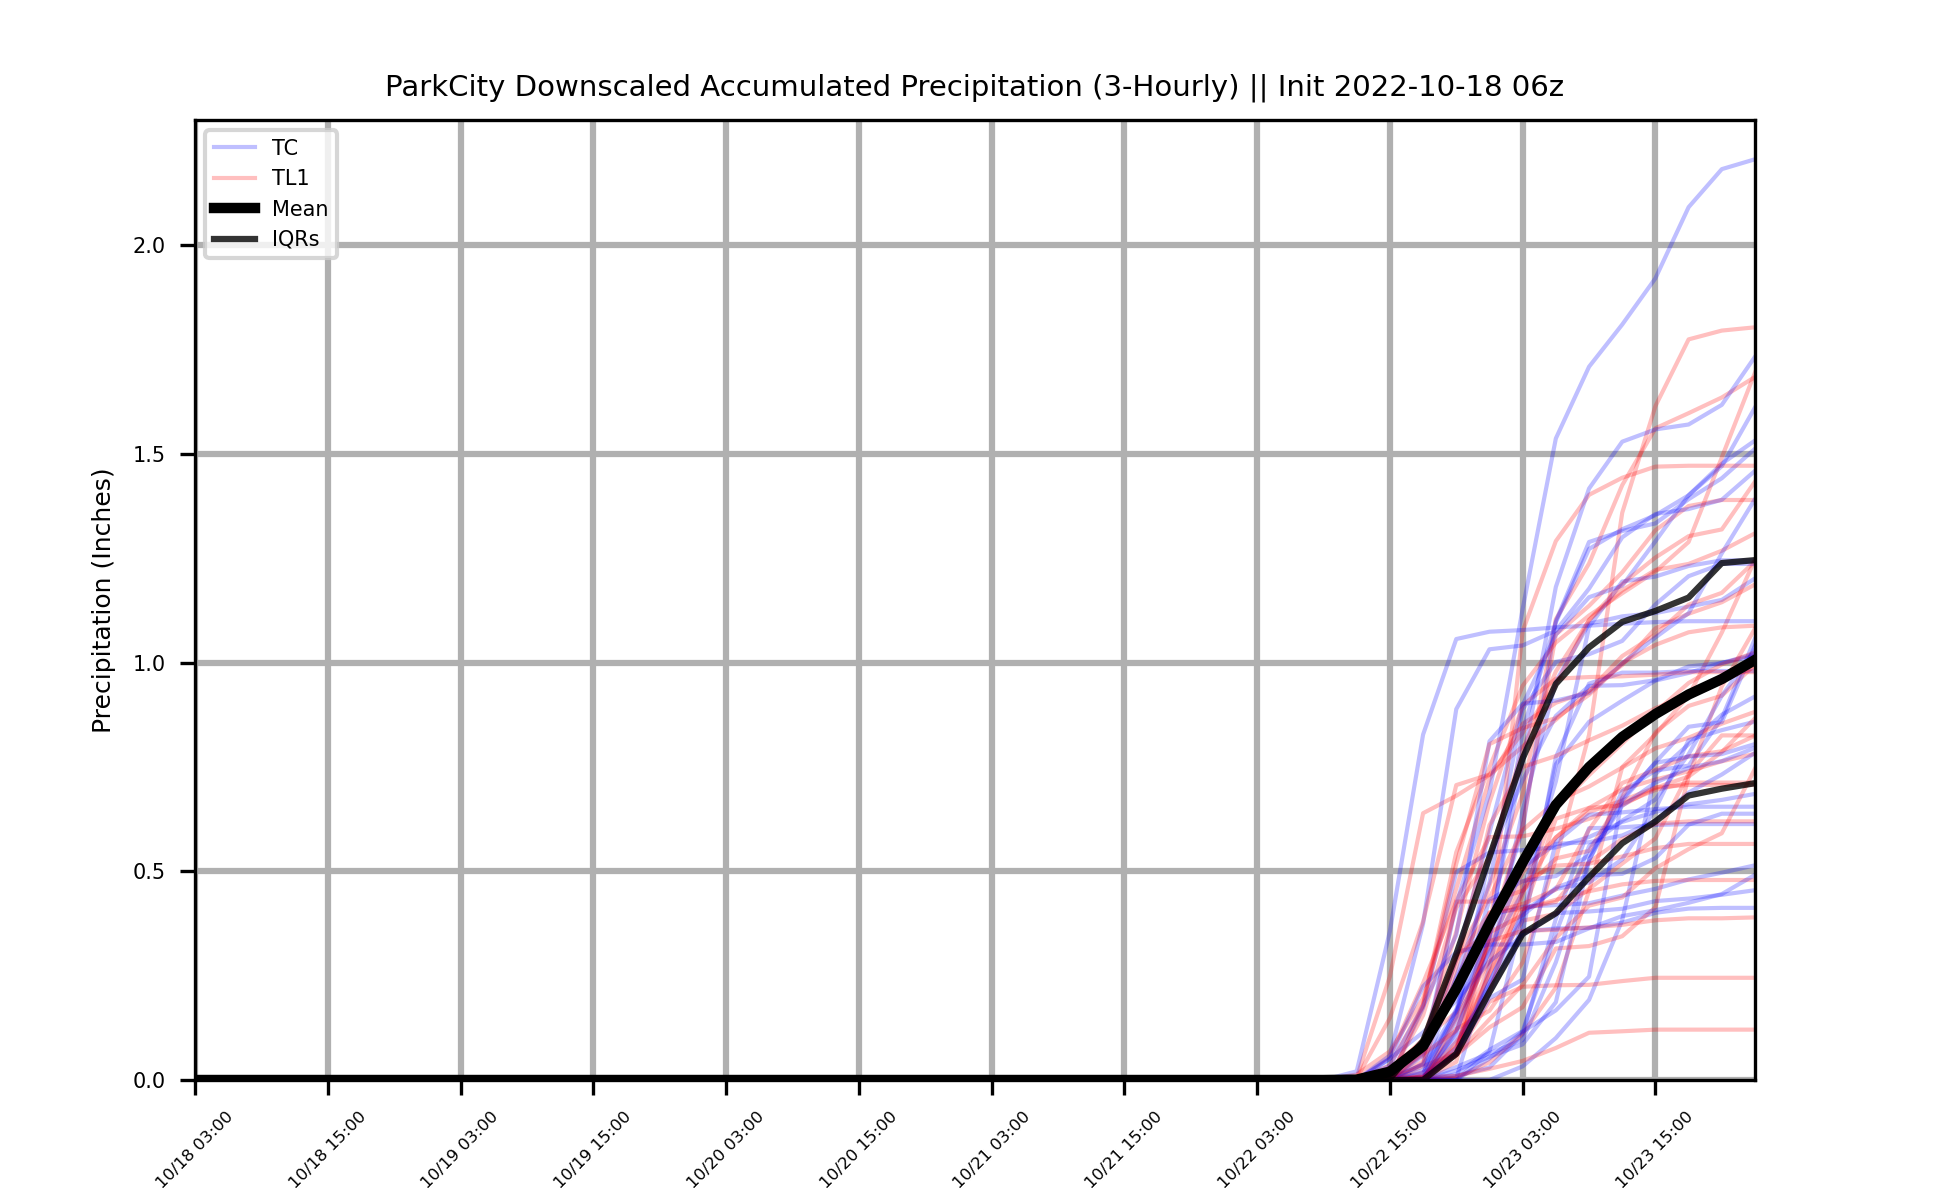 ParkCity Downscaled Accumulated Precipitation (3-Hourly) || Init 2022-10-18 06z
TC
TL1
Mean
IQRs
Precipitation (Inches)
2.0
1.5
1.0
0.5
0.0
10/18 03:00
10/18 15:00
10/19 03:00
10/19 15:00
10/20 03:00
10/20 15:00
10/21 03:00
10/21 15:00
10/22 03:00
10/22 15:00
10/23 03:00
10/23 15:00